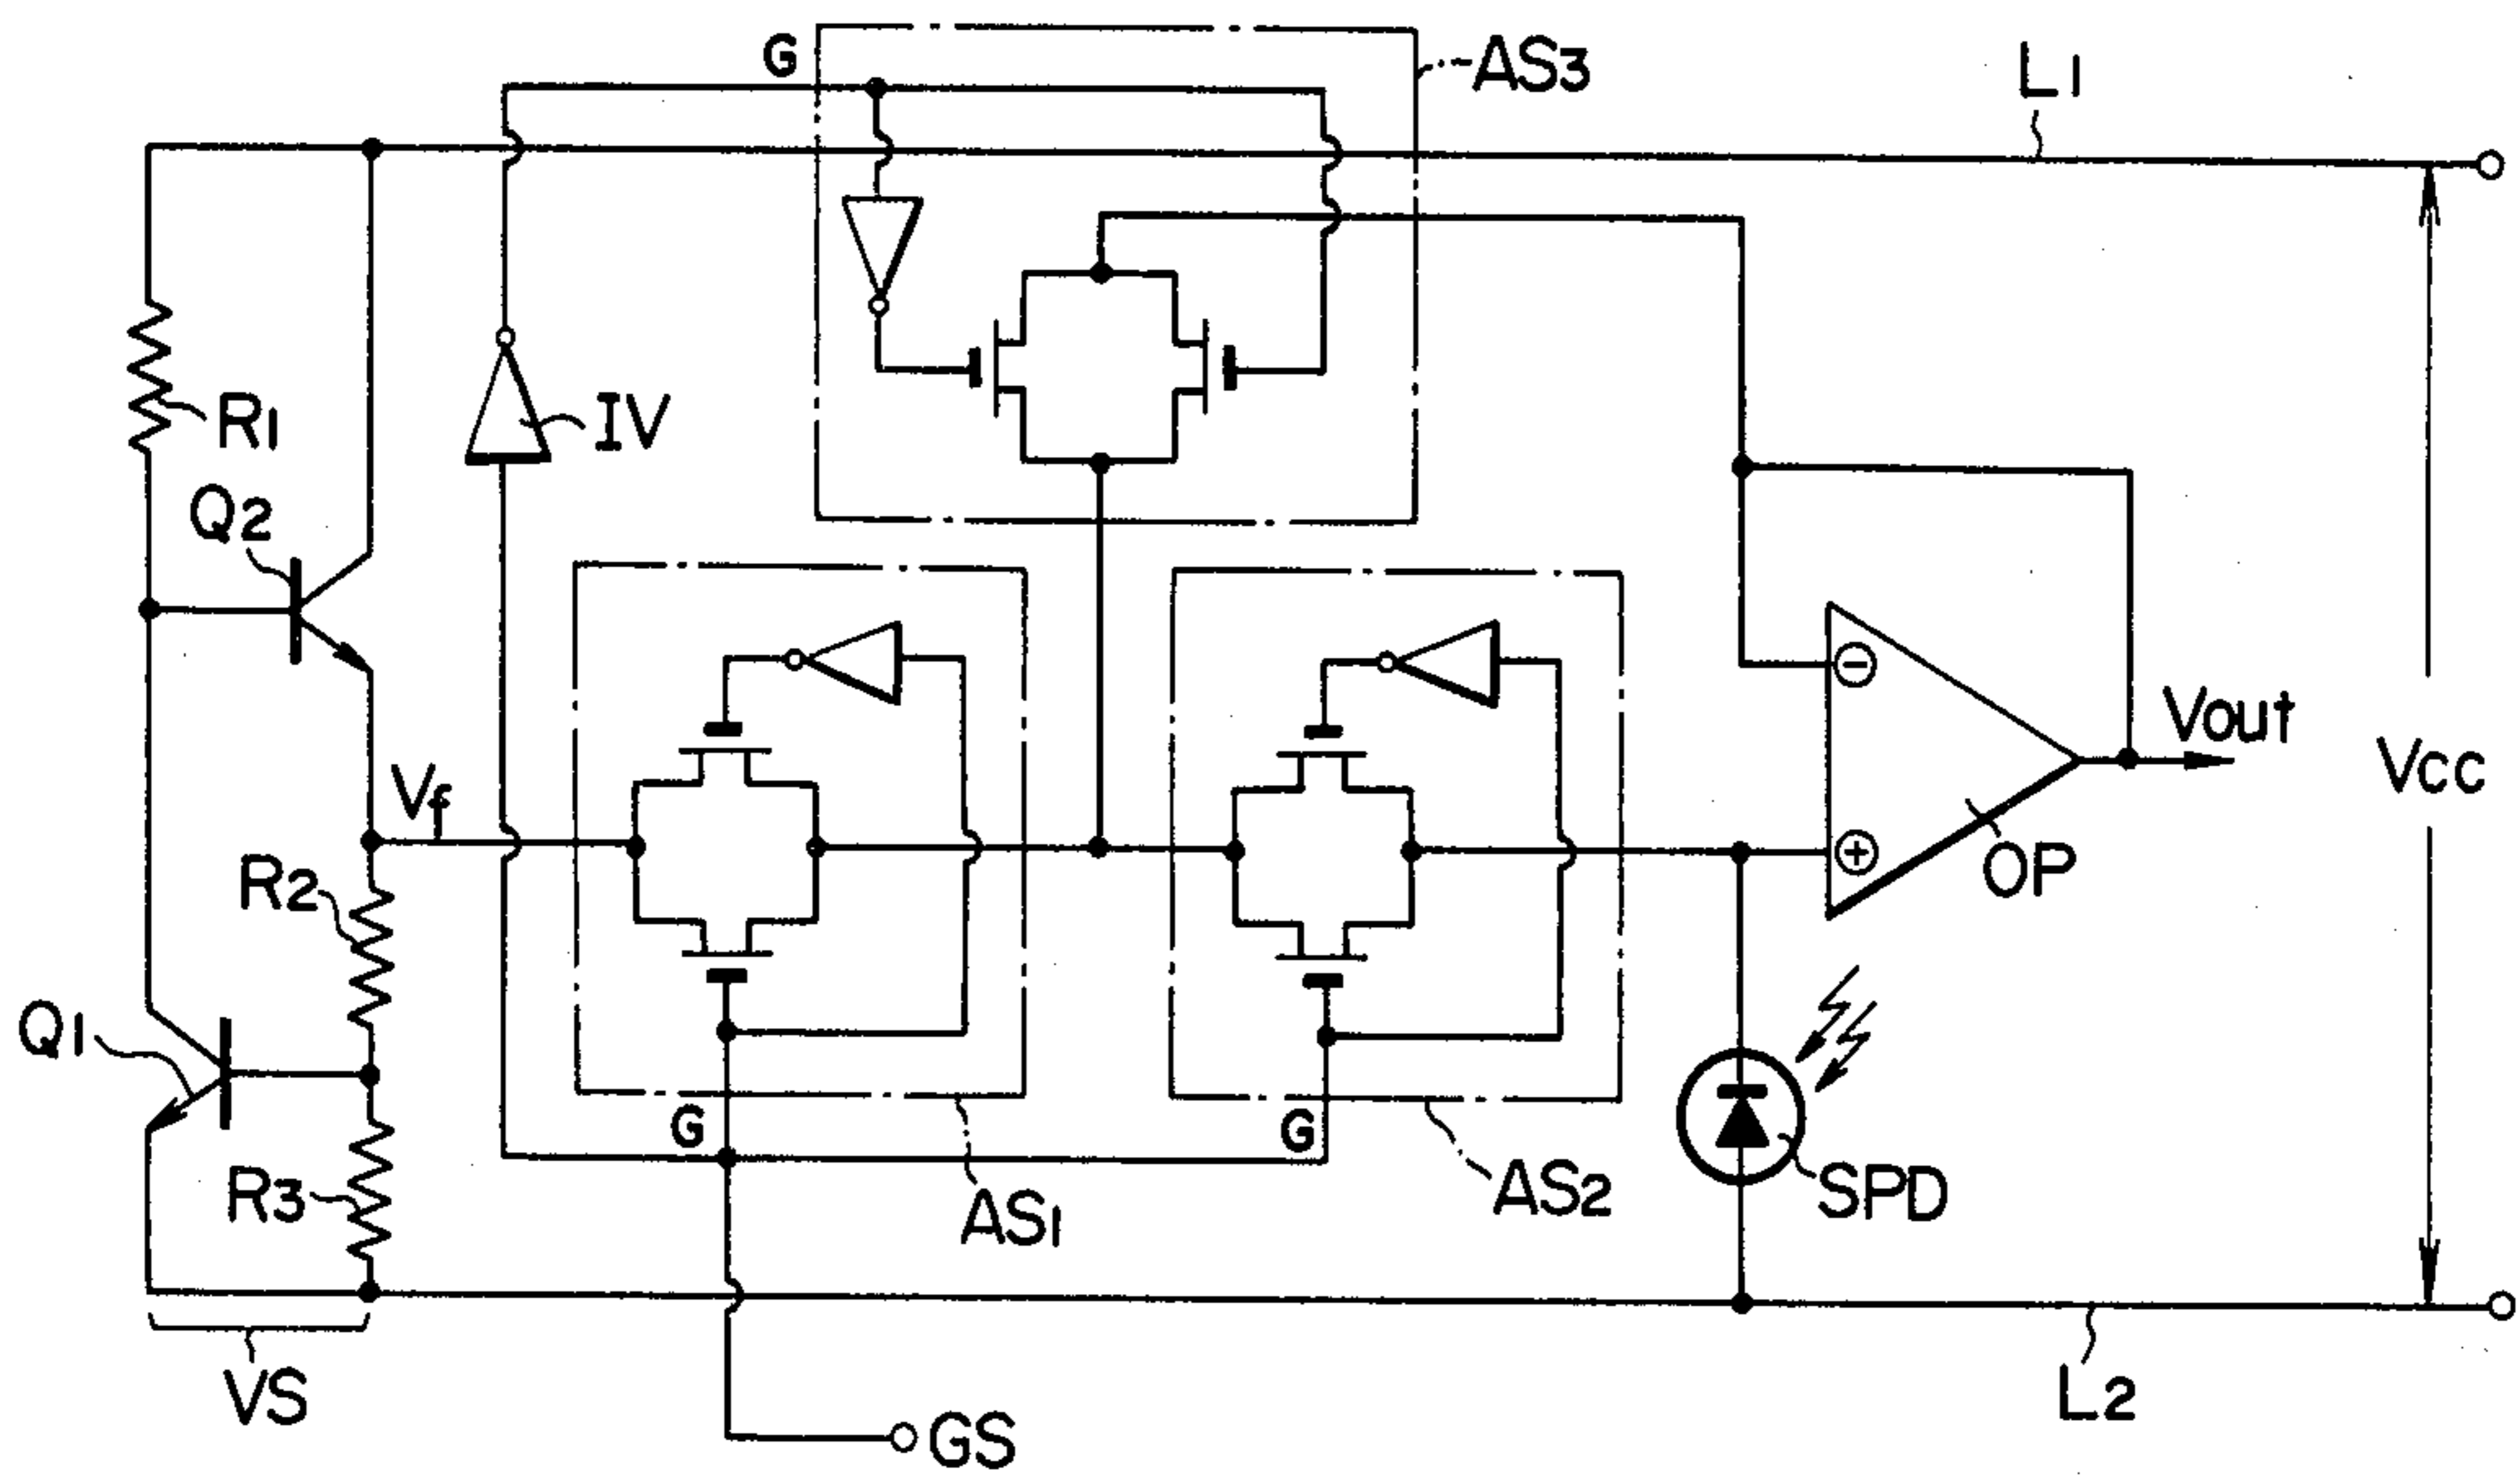 G
AS3
L1
R1
IV
Q2
Vf
Vout
Vcc
R2
OP
Q1
G
G
R3
AS1
AS2
SPD
VS
L2
GS